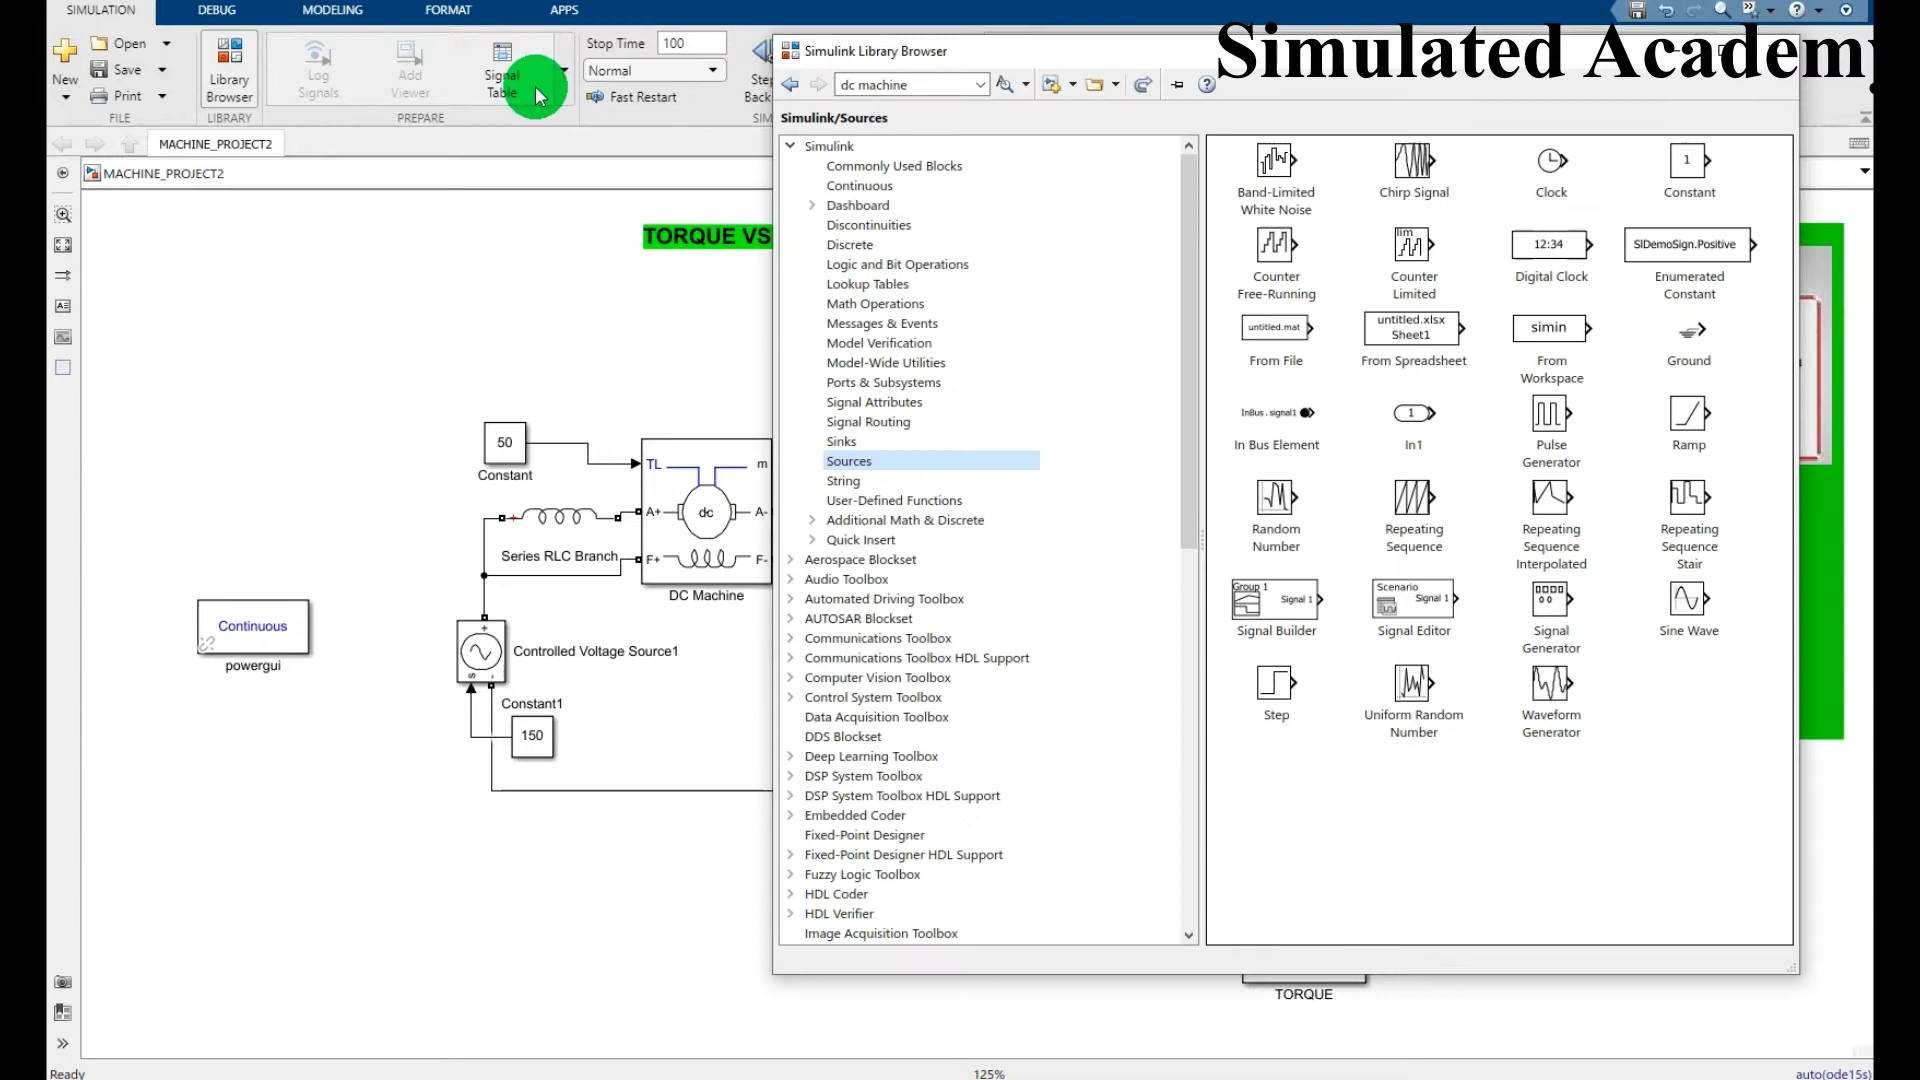 SIMULATION
DEBUG
MODELING
FORMAT
APPS
New
Open
Save
Print
FILE
Library
Browser
LIBRARY
Log
Signals
Add
Viewer
Signal
Table
PREPARE
Stop Time
100
Normal
Fast Restart
Step
Back
SIM
Simulated Academy
MACHINE_PROJECT2
MACHINE_PROJECT2
TORQUE VS
50
Constant
TL
m
A+
dc
A-
Series RLC Branch
F+
F-
DC Machine
Continuous
powergui
+
Controlled Voltage Source1
s
-
Constant1
150
TORQUE
Simulink Library Browser
dc machine
Simulink/Sources
Simulink
Commonly Used Blocks
Continuous
Dashboard
Discontinuities
Discrete
Logic and Bit Operations
Lookup Tables
Math Operations
Messages & Events
Model Verification
Model-Wide Utilities
Ports & Subsystems
Signal Attributes
Signal Routing
Sinks
Sources
String
User-Defined Functions
Additional Math & Discrete
Quick Insert
Aerospace Blockset
Audio Toolbox
Automated Driving Toolbox
AUTOSAR Blockset
Communications Toolbox
Communications Toolbox HDL Support
Computer Vision Toolbox
Control System Toolbox
Data Acquisition Toolbox
DDS Blockset
Deep Learning Toolbox
DSP System Toolbox
DSP System Toolbox HDL Support
Embedded Coder
Fixed-Point Designer
Fixed-Point Designer HDL Support
Fuzzy Logic Toolbox
HDL Coder
HDL Verifier
Image Acquisition Toolbox
Band-Limited
White Noise
Chirp Signal
Clock
1
Constant
Counter
Free-Running
lim
Counter
Limited
12:34
Digital Clock
SlDemoSign.Positive
Enumerated
Constant
untitled.mat
From File
untitled.xlsx
Sheet1
From Spreadsheet
simin
From
Workspace
Ground
InBus.signal1
In Bus Element
1
In1
Pulse
Generator
Ramp
Random
Number
Repeating
Sequence
Repeating
Sequence
Interpolated
Repeating
Sequence
Stair
Group 1
Signal 1
Signal Builder
Scenario
Signal 1
Signal Editor
Signal
Generator
Sine Wave
Step
Uniform Random
Number
Waveform
Generator
Ready
125%
auto(ode15s)